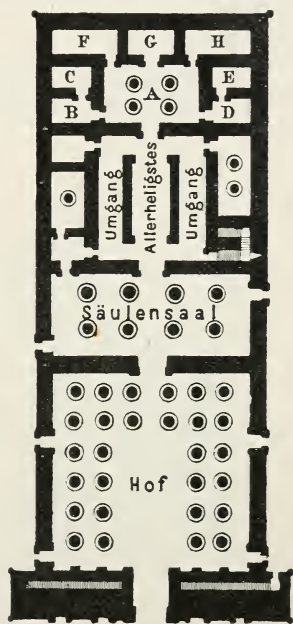 F G H
C E
A
B D
Umgang
Allerheiligstes
Umgang
Säulensaal
Hof